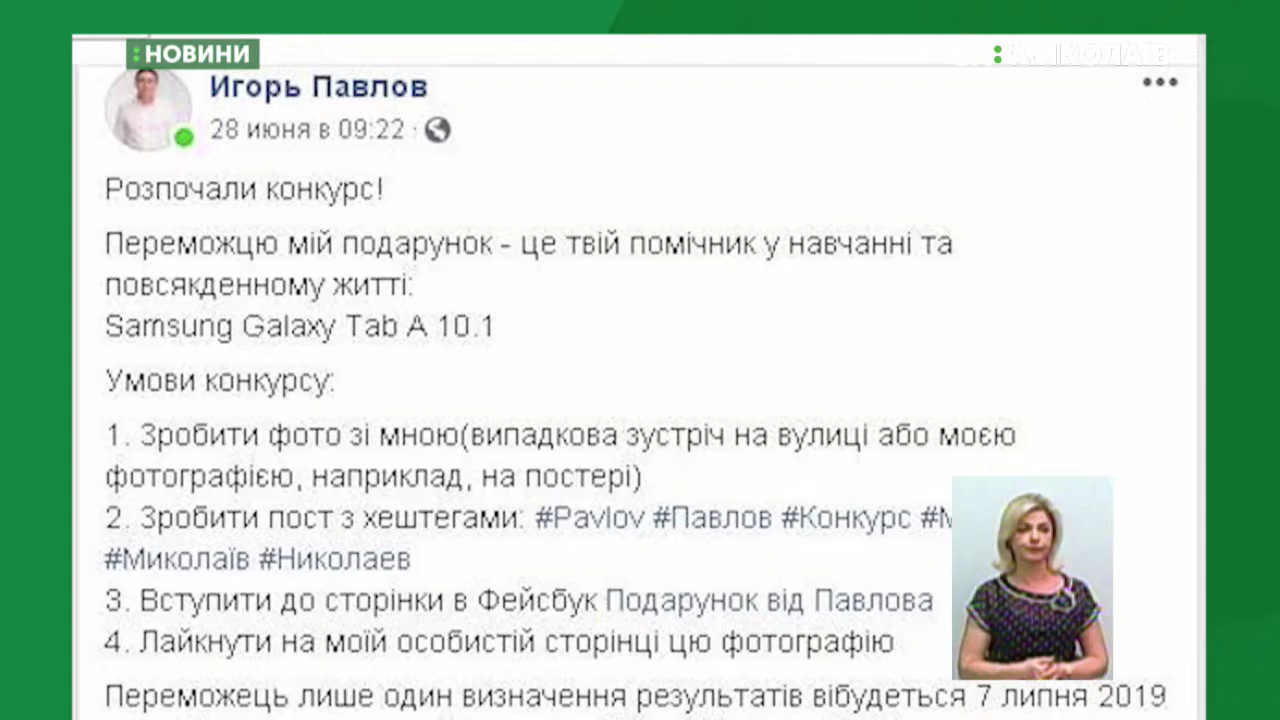 :НОВИНИ
: МИКОЛАЇВ
Игорь Павлов
28 июня в 09:22 ·
Розпочали конкурс!
Переможцю мій подарунок - це твій помічник у навчанні та
повсякденному житті:
Samsung Galaxy Tab A 10.1
Умови конкурсу:
1. Зробити фото зі мною(випадкова зустріч на вулиці або моєю
фотографією, наприклад, на постері)
2. Зробити пост з хештегами: #Pavlov #Павлов #Конкурс
#Миколаїв #Николаев
3. Вступити до сторінки в Фейсбук Подарунок від Павлова
4. Лайкнути на моїй особистій сторінці цю фотографію
Переможець лише один визначення результатів вібудеться 7 липня 2019